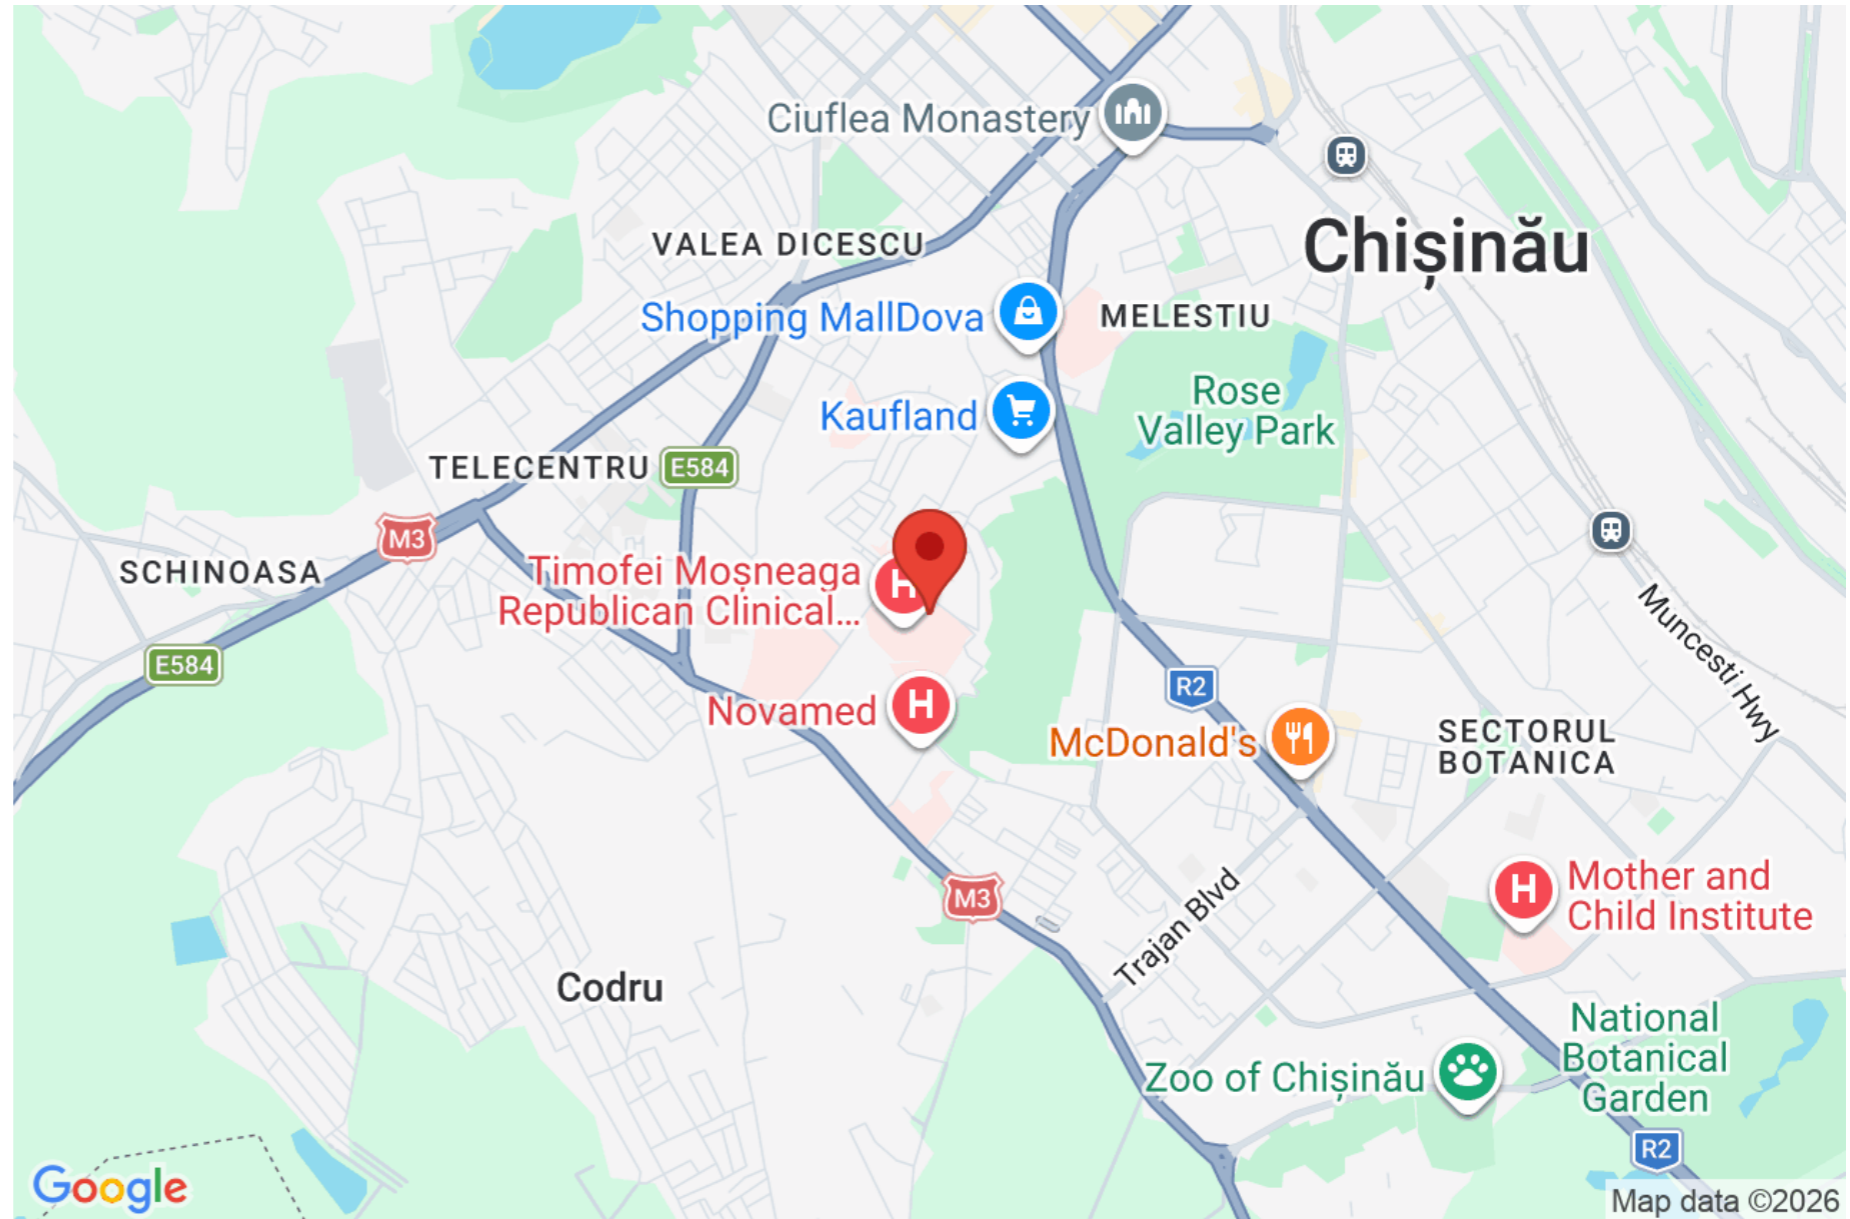 Ciuflea Monastery
Chișinău
VALEA DICESCU
Shopping MallDova
MELESTIU
Rose
Valley Park
Kaufland
TELECENTRU
E584
M3
SCHINOASA
Timofei Moșneaga
Republican Clinical...
H
E584
Muncesti Hwy
R2
Novamed
H
McDonald's
SECTORUL
BOTANICA
M3
Trajan Blvd
H
Mother and
Child Institute
Codru
National
Botanical
Garden
Zoo of Chișinău
R2
Google
Map data ©2026